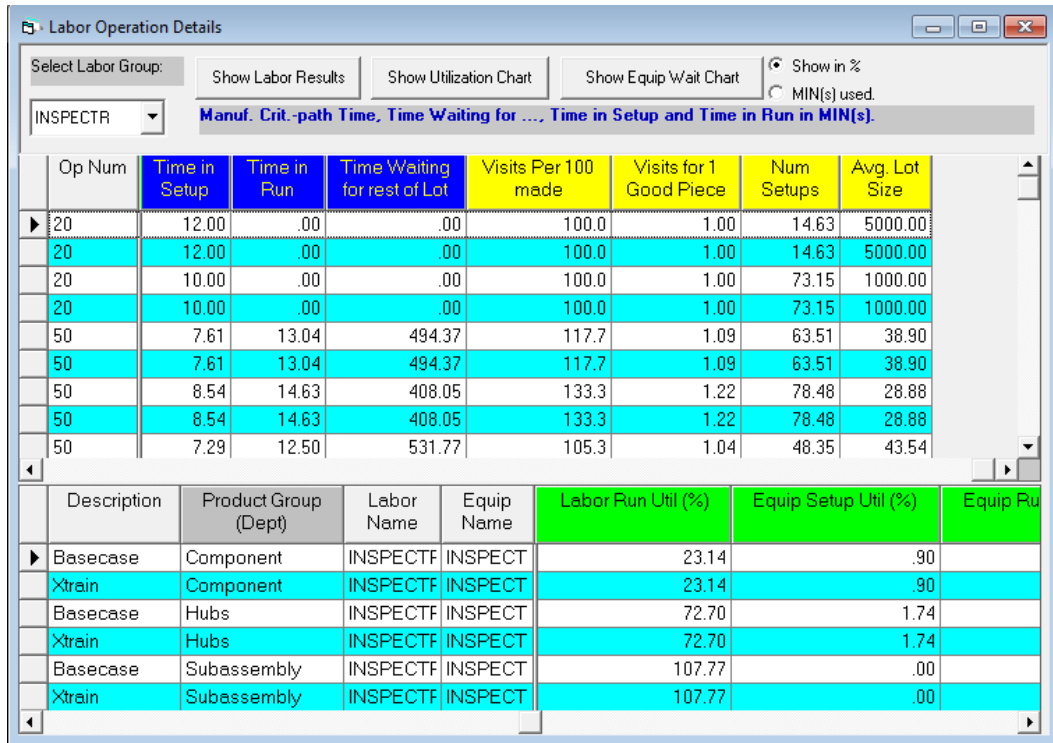 Labor Operation Details
Select Labor Group:
Show Labor Results
Show Utilization Chart
Show Equip Wait Chart
Show in %
MIN(s) used.
INSPECTR
Manuf. Crit.-path Time, Time Waiting for ..., Time in Setup and Time in Run in MIN(s).
Op Num Time in Setup Time in Run Time Waiting for rest of Lot Visits Per 100 made Visits for 1 Good Piece Num Setups Avg. Lot Size
20 12.00 .00 .00 100.0 1.00 14.63 5000.00
20 12.00 .00 .00 100.0 1.00 14.63 5000.00
20 10.00 .00 .00 100.0 1.00 73.15 1000.00
20 10.00 .00 .00 100.0 1.00 73.15 1000.00
50 7.61 13.04 494.37 117.7 1.09 63.51 38.90
50 7.61 13.04 494.37 117.7 1.09 63.51 38.90
50 8.54 14.63 408.05 133.3 1.22 78.48 28.88
50 8.54 14.63 408.05 133.3 1.22 78.48 28.88
50 7.29 12.50 531.77 105.3 1.04 48.35 43.54
Description Product Group (Dept) Labor Name Equip Name Labor Run Util (%) Equip Setup Util (%) Equip Ru
Basecase Component INSPECTR INSPECT 23.14 .90
Xtrain Component INSPECTR INSPECT 23.14 .90
Basecase Hubs INSPECTR INSPECT 72.70 1.74
Xtrain Hubs INSPECTR INSPECT 72.70 1.74
Basecase Subassembly INSPECTR INSPECT 107.77 .00
Xtrain Subassembly INSPECTR INSPECT 107.77 .00